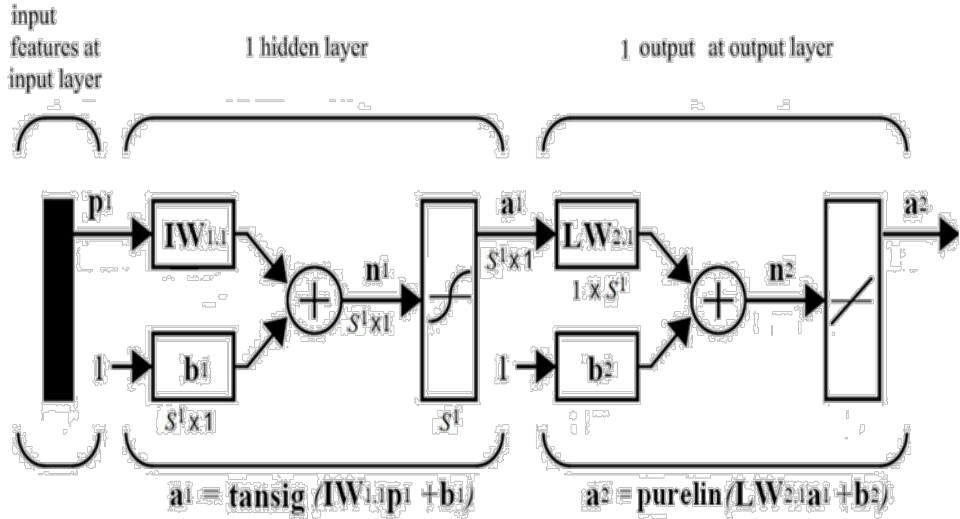 input
features at
input layer
1 hidden layer
1 output at output layer
p1
IW1,1
n1
S¹x1
a1
S¹x1
LW2,1
1 x S¹
n2
a2
1
b1
S¹x1
S¹
1
b2
a1 = tansig (IW1,1p1 +b1)
a2 = purelin(LW2,1a1+b2)